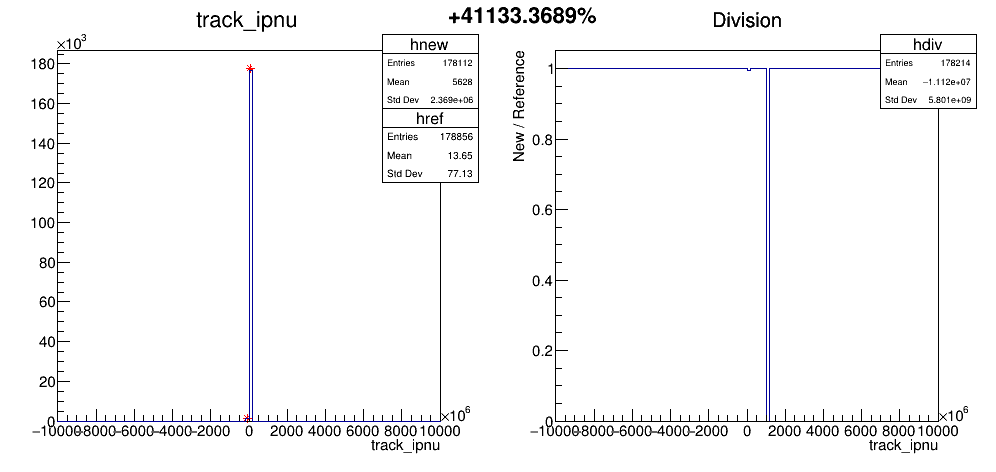 track_ipnu
+41133.3689%
Division
×10³
hnew
Entries 178112
Mean 5628
Std Dev 2.369e+06
href
Entries 178856
Mean 13.65
Std Dev 77.13
180
160
140
120
100
80
60
40
20
0
−10000 −8000 −6000 −4000 −2000 0 2000 4000 6000 8000 10000
×10⁶
track_ipnu
hdiv
Entries 178214
Mean −1.112e+07
Std Dev 5.801e+09
New / Reference
1
0.8
0.6
0.4
0.2
0
−10000 −8000 −6000 −4000 −2000 0 2000 4000 6000 8000 10000
×10⁶
track_ipnu